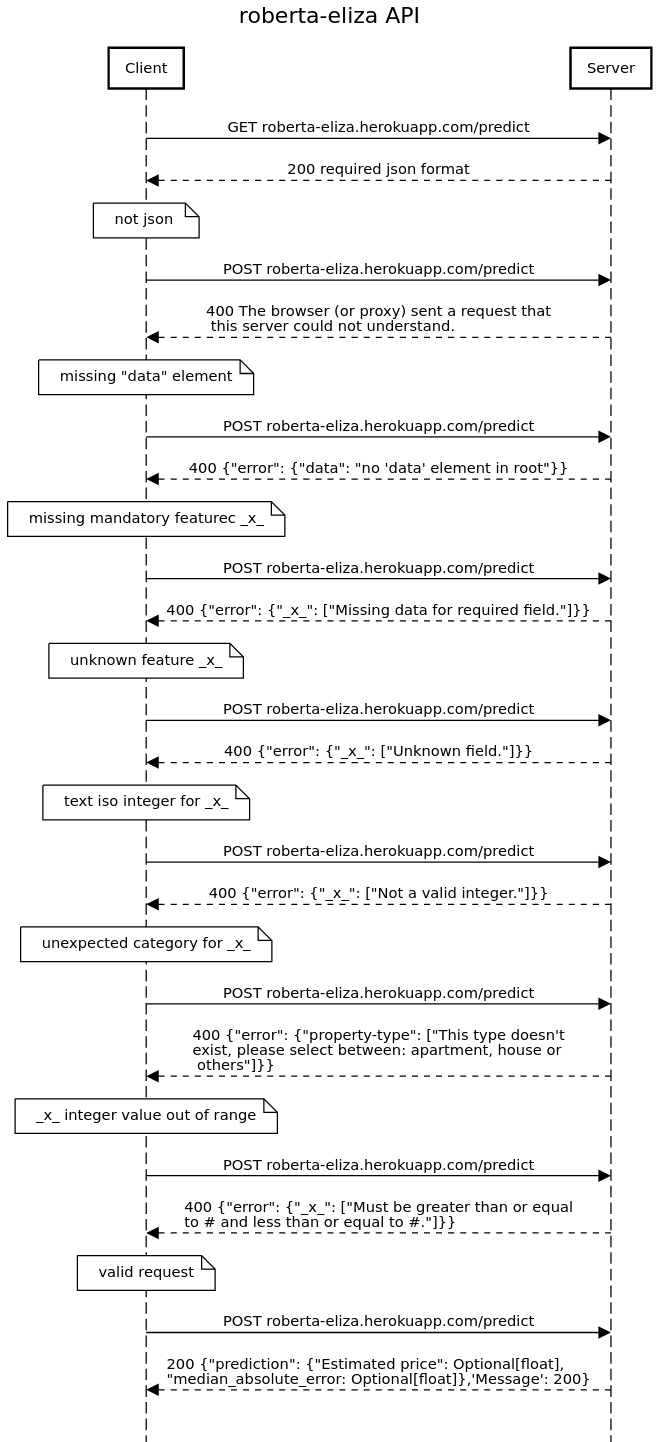 roberta-eliza API
Client
Server
GET roberta-eliza.herokuapp.com/predict
200 required json format
not json
POST roberta-eliza.herokuapp.com/predict
400 The browser (or proxy) sent a request that
this server could not understand.
missing "data" element
POST roberta-eliza.herokuapp.com/predict
400 {"error": {"data": "no 'data' element in root"}}
missing mandatory featurec _x_
POST roberta-eliza.herokuapp.com/predict
400 {"error": {"_x_": ["Missing data for required field."]}}
unknown feature _x_
POST roberta-eliza.herokuapp.com/predict
400 {"error": {"_x_": ["Unknown field."]}}
text iso integer for _x_
POST roberta-eliza.herokuapp.com/predict
400 {"error": {"_x_": ["Not a valid integer."]}}
unexpected category for _x_
POST roberta-eliza.herokuapp.com/predict
400 {"error": {"property-type": ["This type doesn't
exist, please select between: apartment, house or
others"]}}
_x_ integer value out of range
POST roberta-eliza.herokuapp.com/predict
400 {"error": {"_x_": ["Must be greater than or equal
to # and less than or equal to #."]}}
valid request
POST roberta-eliza.herokuapp.com/predict
200 {"prediction": {"Estimated price": Optional[float],
"median_absolute_error: Optional[float]},'Message': 200}